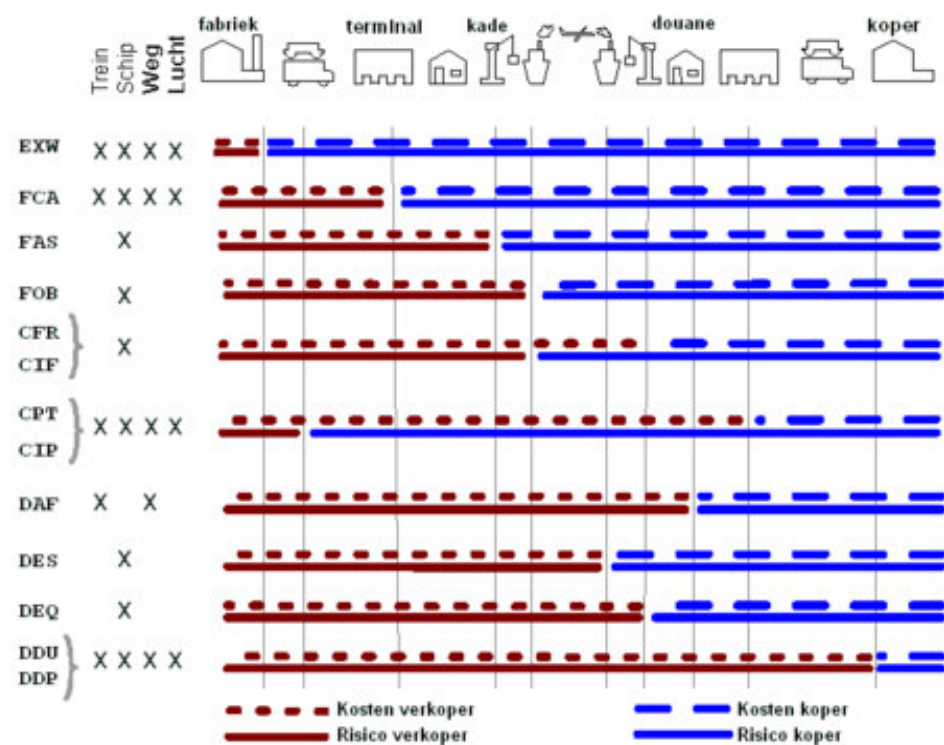 fabriek terminal kade douane koper
Trein Schip Weg Lucht
EXW X X X X
FCA X X X X
FAS X
FOB X
CFR
CIF X
CPT
CIP X X X X
DAF X X
DES X
DEQ X
DDU
DDP X X X X
Kosten verkoper Kosten koper
Risico verkoper Risico koper